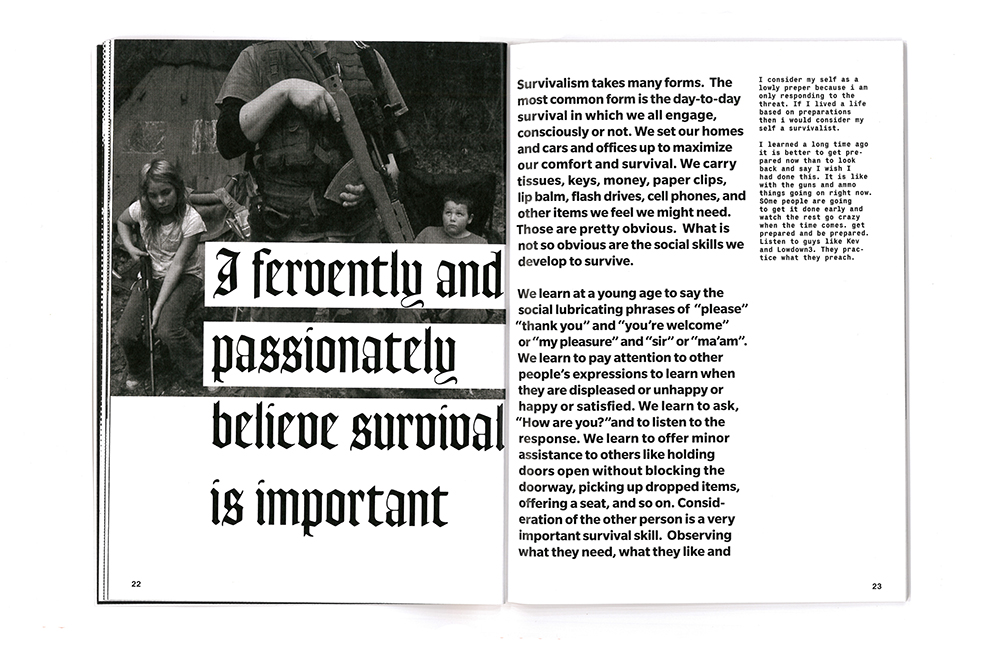 I fervently and
passionately
believe survival
is important
22
Survivalism takes many forms.  The
most common form is the day-to-day
survival in which we all engage,
consciously or not. We set our homes
and cars and offices up to maximize
our comfort and survival. We carry
tissues, keys, money, paper clips,
lip balm, flash drives, cell phones, and
other items we feel we might need.
Those are pretty obvious.  What is
not so obvious are the social skills we
develop to survive.
We learn at a young age to say the
social lubricating phrases of  “please”
“thank you” and “you’re welcome”
or “my pleasure” and “sir” or “ma’am”.
We learn to pay attention to other
people’s expressions to learn when
they are displeased or unhappy or
happy or satisfied. We learn to ask,
“How are you?”and to listen to the
response. We learn to offer minor
assistance to others like holding
doors open without blocking the
doorway, picking up dropped items,
offering a seat, and so on. Consid-
eration of the other person is a very
important survival skill.  Observing
what they need, what they like and
I consider my self as a
lowly preper because i am
only responding to the
threat. If I lived a life
based on preparations
then i would consider my
self a survivalist.
I learned a long time ago
it is better to get pre-
pared now than to look
back and say I wish I
had done this. It is like
with the guns and ammo
things going on right now.
SOme people are going
to get it done early and
watch the rest go crazy
when the time comes. get
prepared and be prepared.
Listen to guys like Kev
and Lowdown3. They prac-
tice what they preach.
23